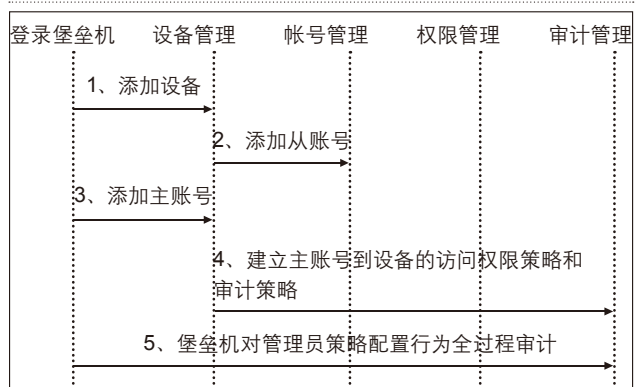 登录堡垒机 设备管理 帐号管理 权限管理 审计管理
1、添加设备
2、添加从账号
3、添加主账号
4、建立主账号到设备的访问权限策略和
审计策略
5、堡垒机对管理员策略配置行为全过程审计